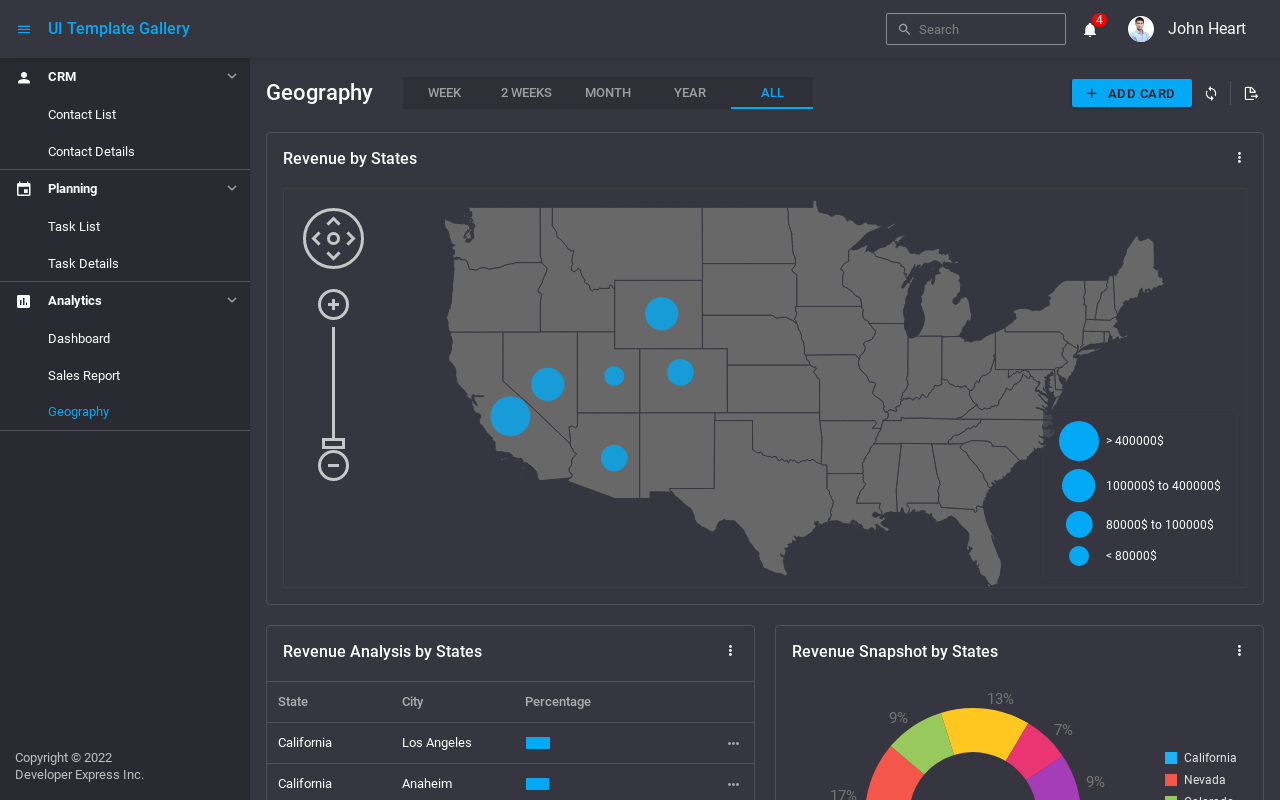 UI Template Gallery
Search
4
John Heart
CRM
Contact List
Contact Details
Planning
Task List
Task Details
Analytics
Dashboard
Sales Report
Geography
Copyright © 2022
Developer Express Inc.
Geography
WEEK
2 WEEKS
MONTH
YEAR
ALL
ADD CARD
Revenue by States
> 400000$
100000$ to 400000$
80000$ to 100000$
< 80000$
Revenue Analysis by States
State City Percentage
California Los Angeles
California Anaheim
Revenue Snapshot by States
13%
9%
7%
9%
17%
California
Nevada
Colorado